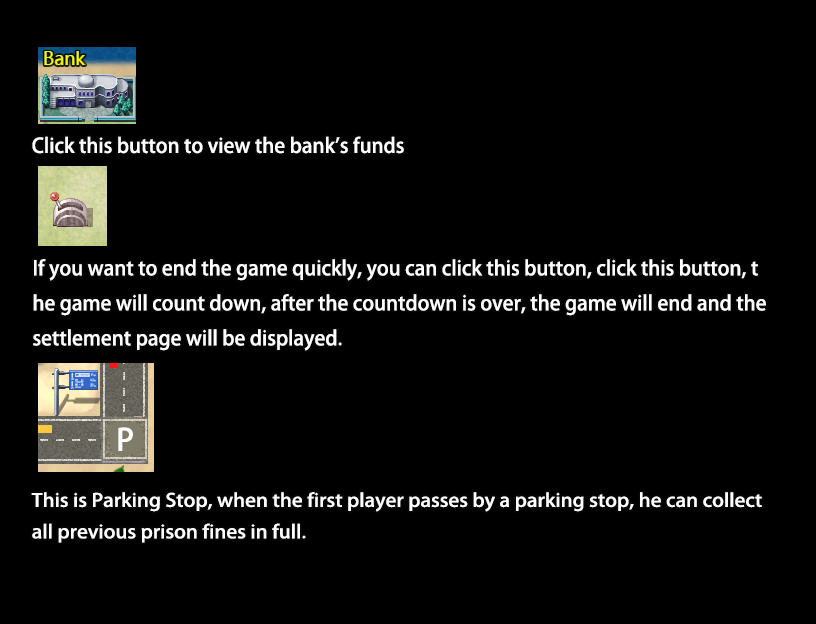 Bank
Click this button to view the bank's funds
If you want to end the game quickly, you can click this button, click this button, t
he game will count down, after the countdown is over, the game will end and the
settlement page will be displayed.
P
This is Parking Stop, when the first player passes by a parking stop, he can collect
all previous prison fines in full.